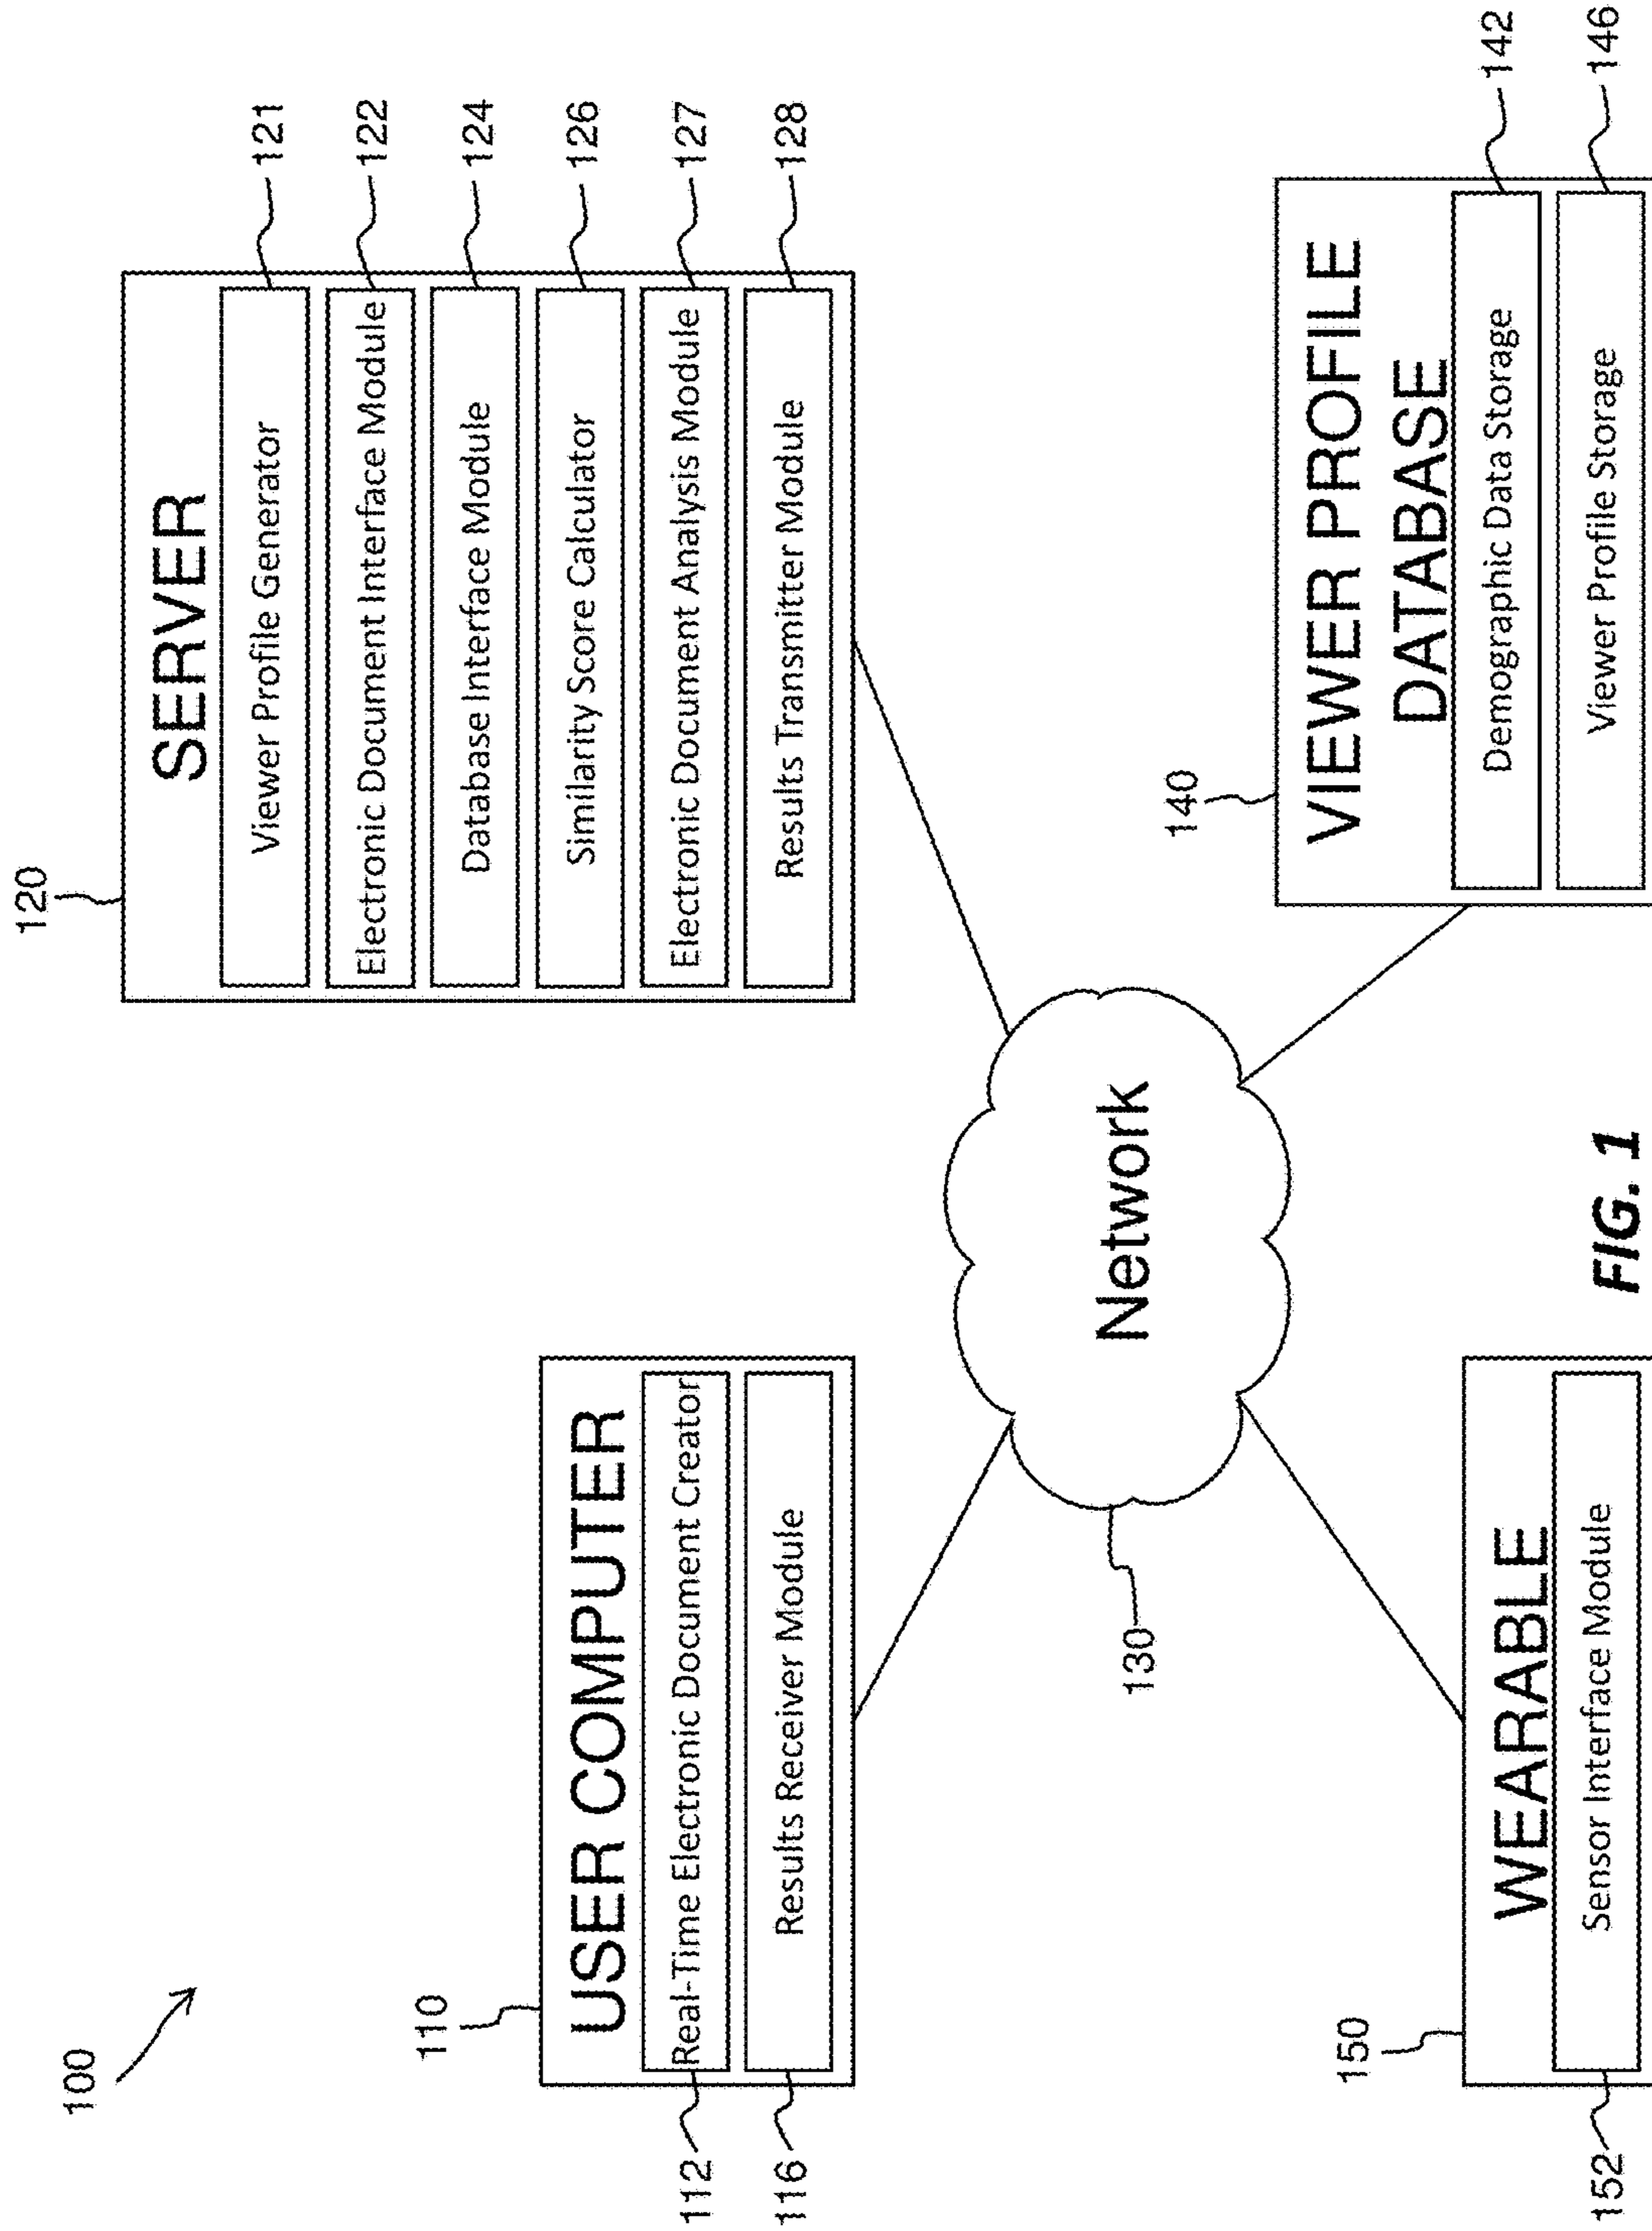 100
110
USER COMPUTER
112
Real-Time Electronic Document Creator
116
Results Receiver Module
120
SERVER
Viewer Profile Generator
121
Electronic Document Interface Module
122
Database Interface Module
124
Similarity Score Calculator
126
Electronic Document Analysis Module
127
Results Transmitter Module
128
130
Network
150
WEARABLE
152
Sensor Interface Module
140
VIEWER PROFILE
DATABASE
Demographic Data Storage
142
Viewer Profile Storage
146
FIG. 1